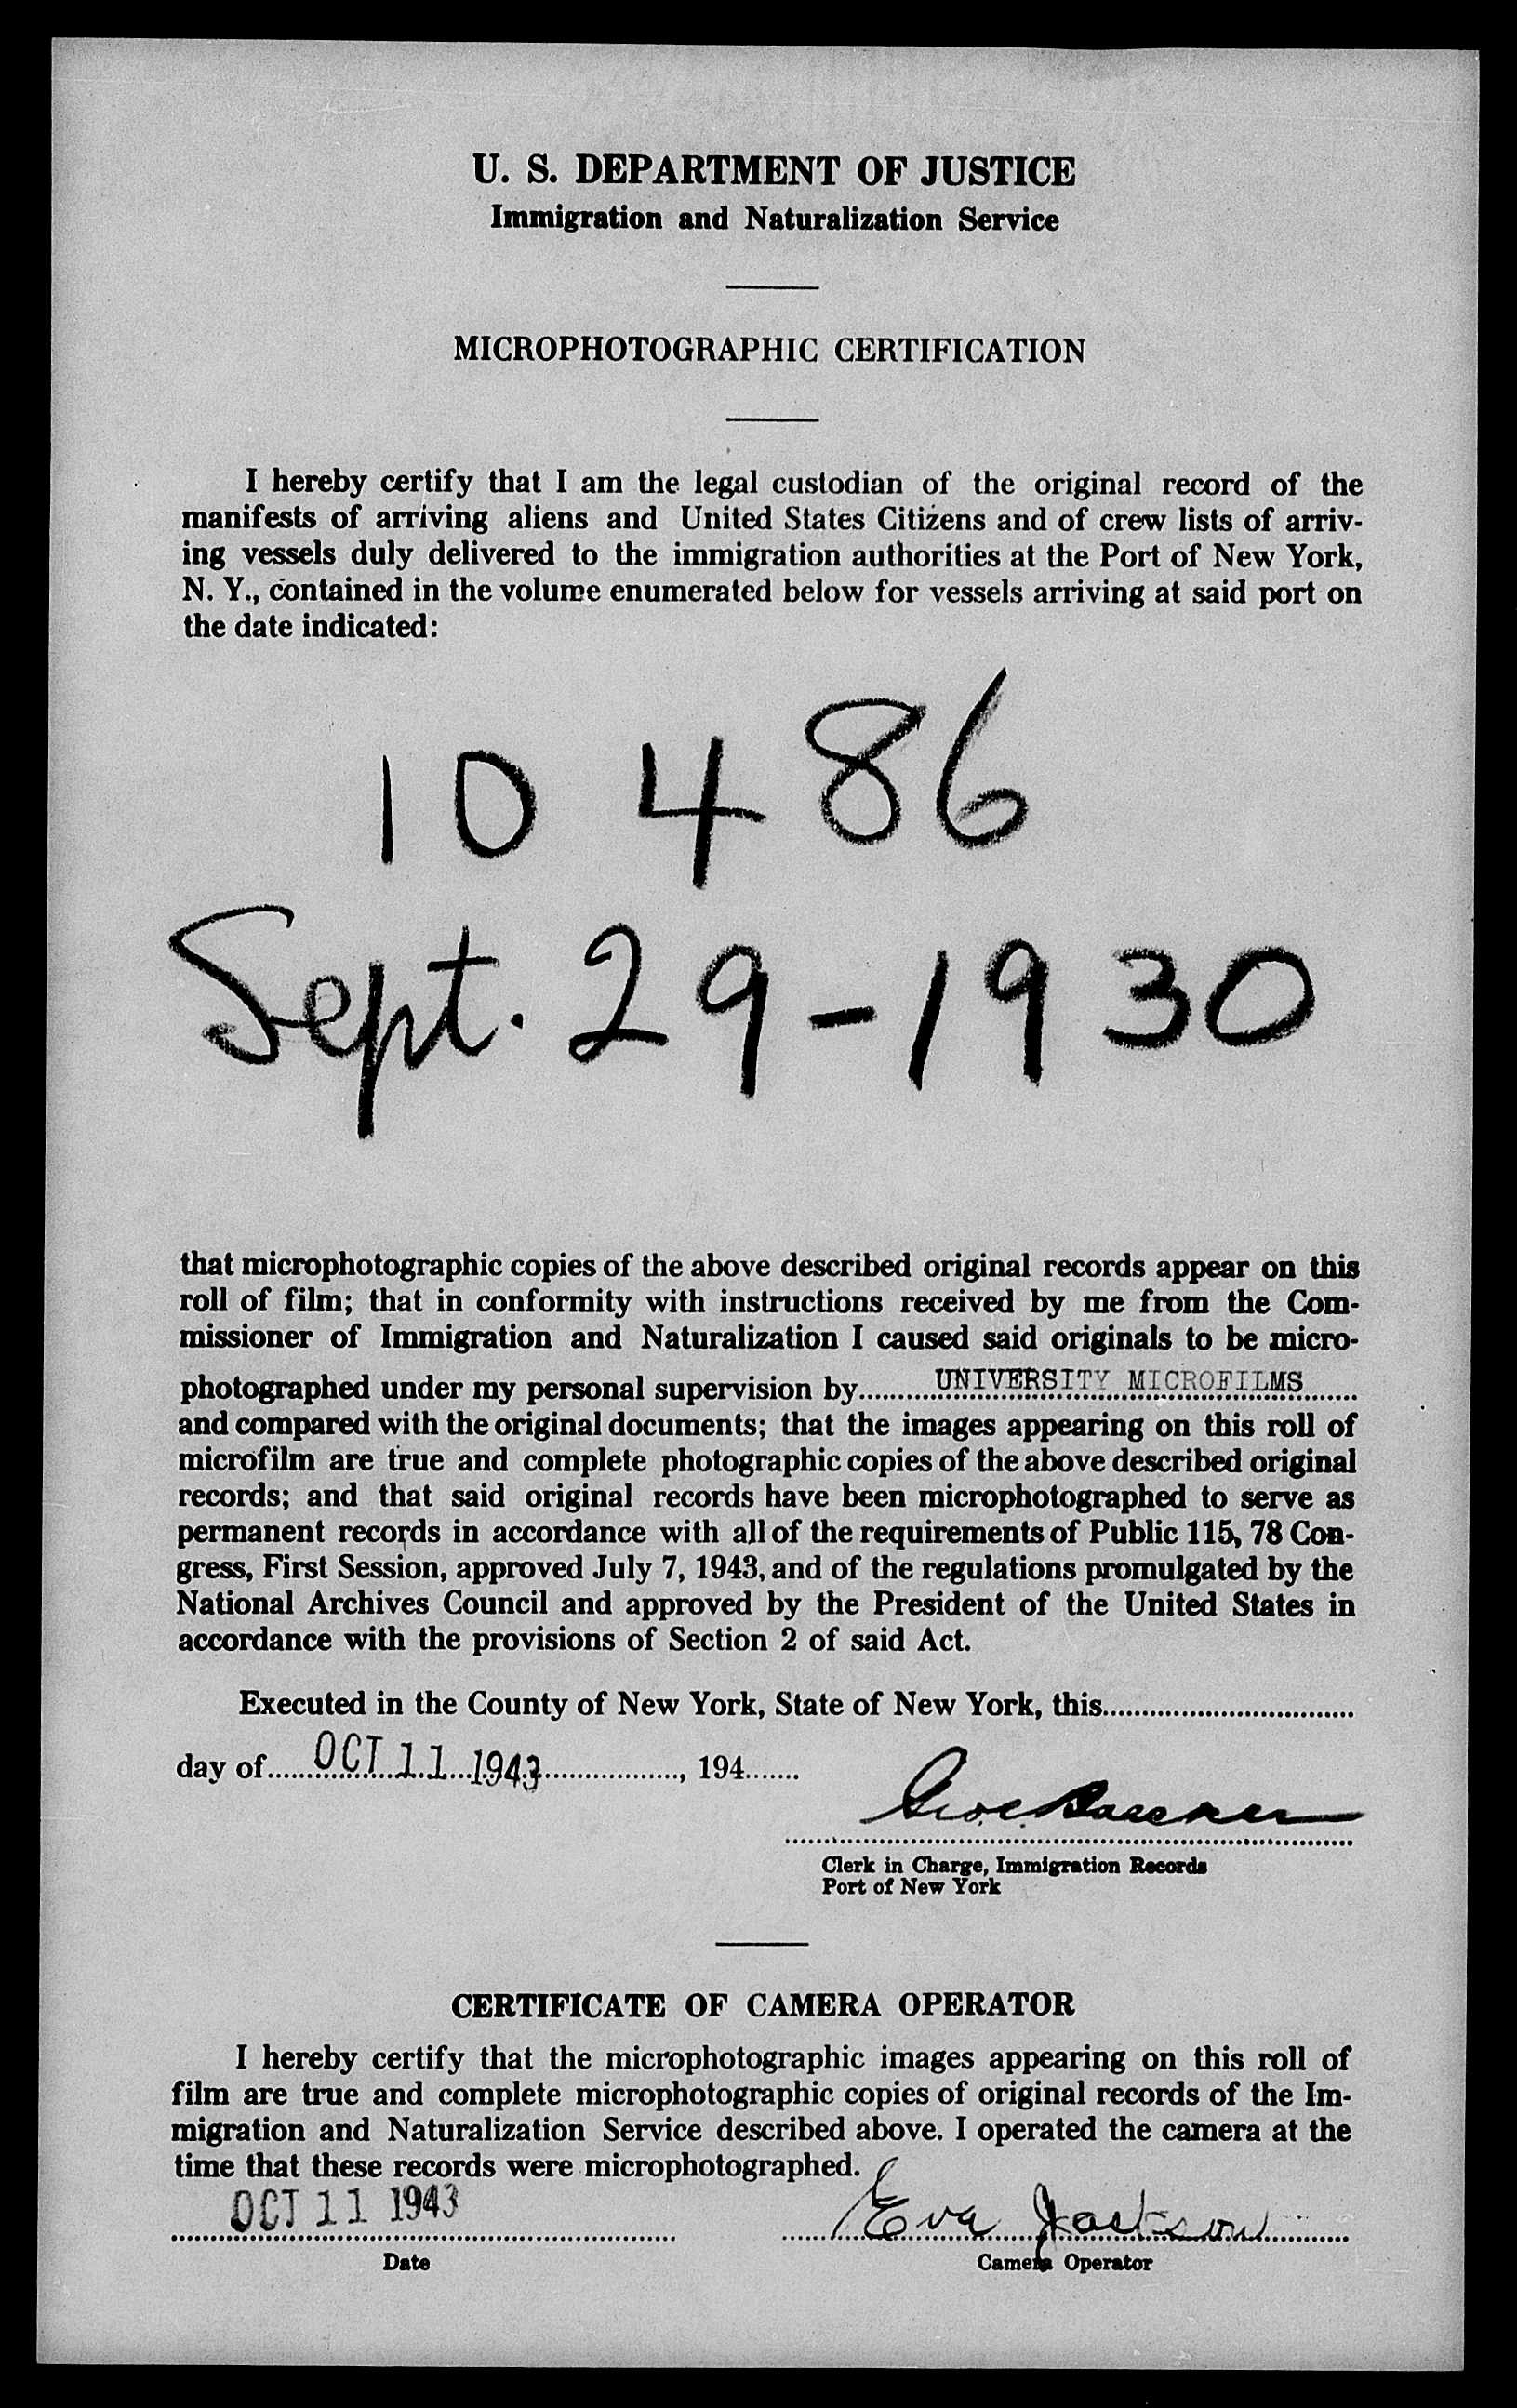 U. S. DEPARTMENT OF JUSTICE
Immigration and Naturalization Service
MICROPHOTOGRAPHIC CERTIFICATION
I hereby certify that I am the legal custodian of the original record of the
manifests of arriving aliens and United States Citizens and of crew lists of arriv-
ing vessels duly delivered to the immigration authorities at the Port of New York,
N. Y., contained in the volume enumerated below for vessels arriving at said port on
the date indicated:
10 486
Sept. 29-1930
that microphotographic copies of the above described original records appear on this
roll of film; that in conformity with instructions received by me from the Com-
missioner of Immigration and Naturalization I caused said originals to be micro-
photographed under my personal supervision by..........UNIVERSITY MICROFILMS.......
and compared with the original documents; that the images appearing on this roll of
microfilm are true and complete photographic copies of the above described original
records; and that said original records have been microphotographed to serve as
permanent records in accordance with all of the requirements of Public 115, 78 Con-
gress, First Session, approved July 7, 1943, and of the regulations promulgated by the
National Archives Council and approved by the President of the United States in
accordance with the provisions of Section 2 of said Act.
Executed in the County of New York, State of New York, this................................
day of......OCT 11 1943.................., 194.......
Clerk in Charge, Immigration Records
Port of New York
CERTIFICATE OF CAMERA OPERATOR
I hereby certify that the microphotographic images appearing on this roll of
film are true and complete microphotographic copies of original records of the Im-
migration and Naturalization Service described above. I operated the camera at the
time that these records were microphotographed.
OCT 11 1943 Eva Jackson
Date Camera Operator